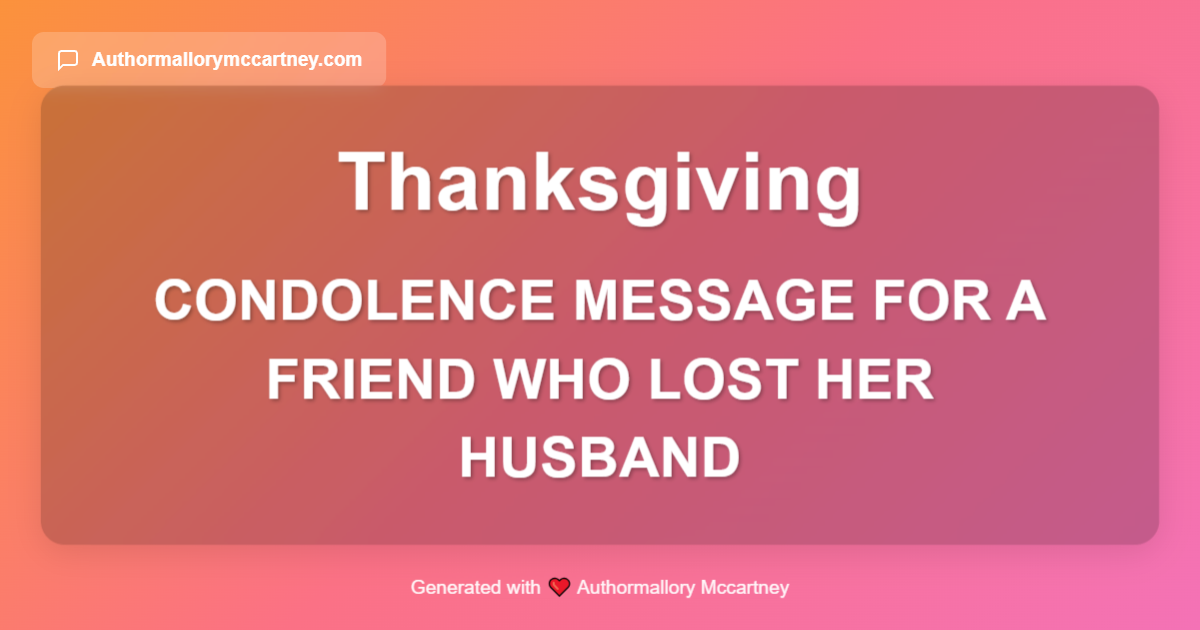 Authormallorymccartney.com
Thanksgiving
CONDOLENCE MESSAGE FOR A
FRIEND WHO LOST HER
HUSBAND
Generated with ❤️ Authormallory Mccartney